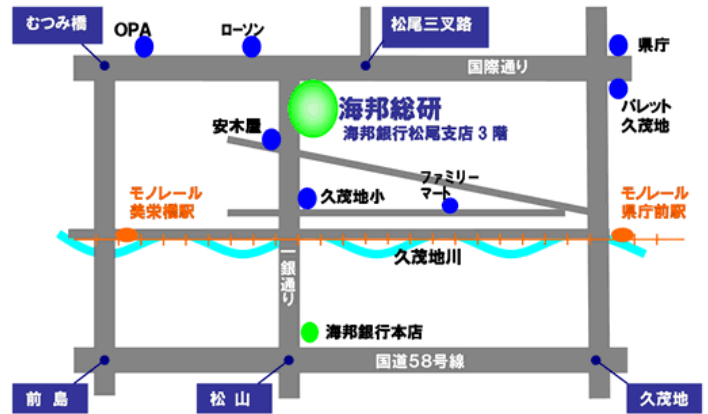 むつみ橋
OPA
ローソン
松尾三叉路
県庁
国際通り
パレット
久茂地
海邦総研
海邦銀行松尾支店3階
安木屋
ファミリー
マート
久茂地小
モノレール
美栄橋駅
モノレール
県庁前駅
久茂地川
一銀通り
海邦銀行本店
国道58号線
前島
松山
久茂地